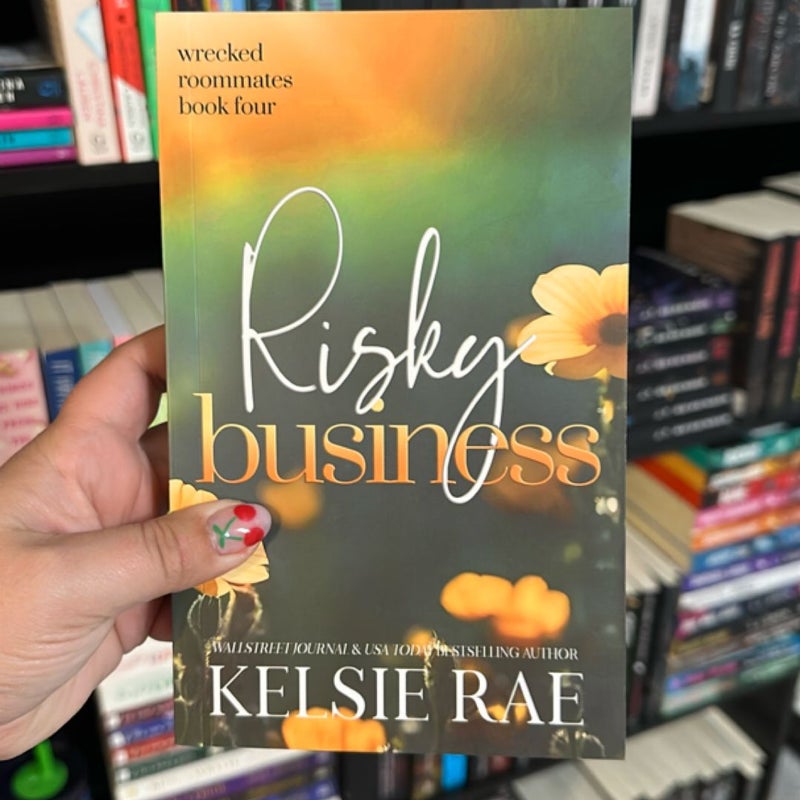 wrecked
roommates
book four
Risky
business
WALL STREET JOURNAL & USA TODAY BESTSELLING AUTHOR
KELSIE RAE